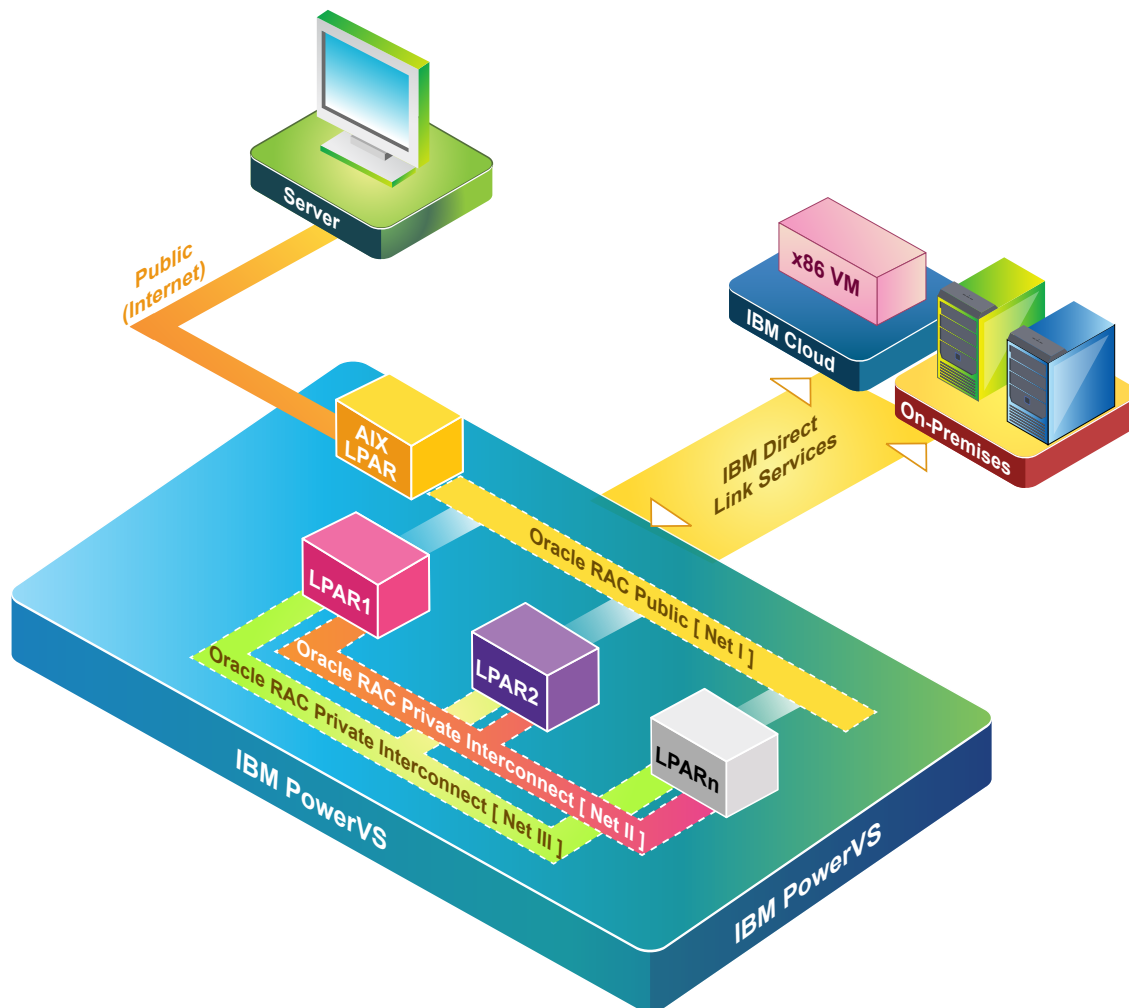 Server
Public
(Internet)
x86 VM
IBM Cloud
On-Premises
IBM Direct
Link Services
AIX
LPAR
Oracle RAC Public [ Net I ]
LPAR1
LPAR2
LPARn
Oracle RAC Private Interconnect [ Net II ]
Oracle RAC Private Interconnect [ Net III ]
IBM PowerVS
IBM PowerVS